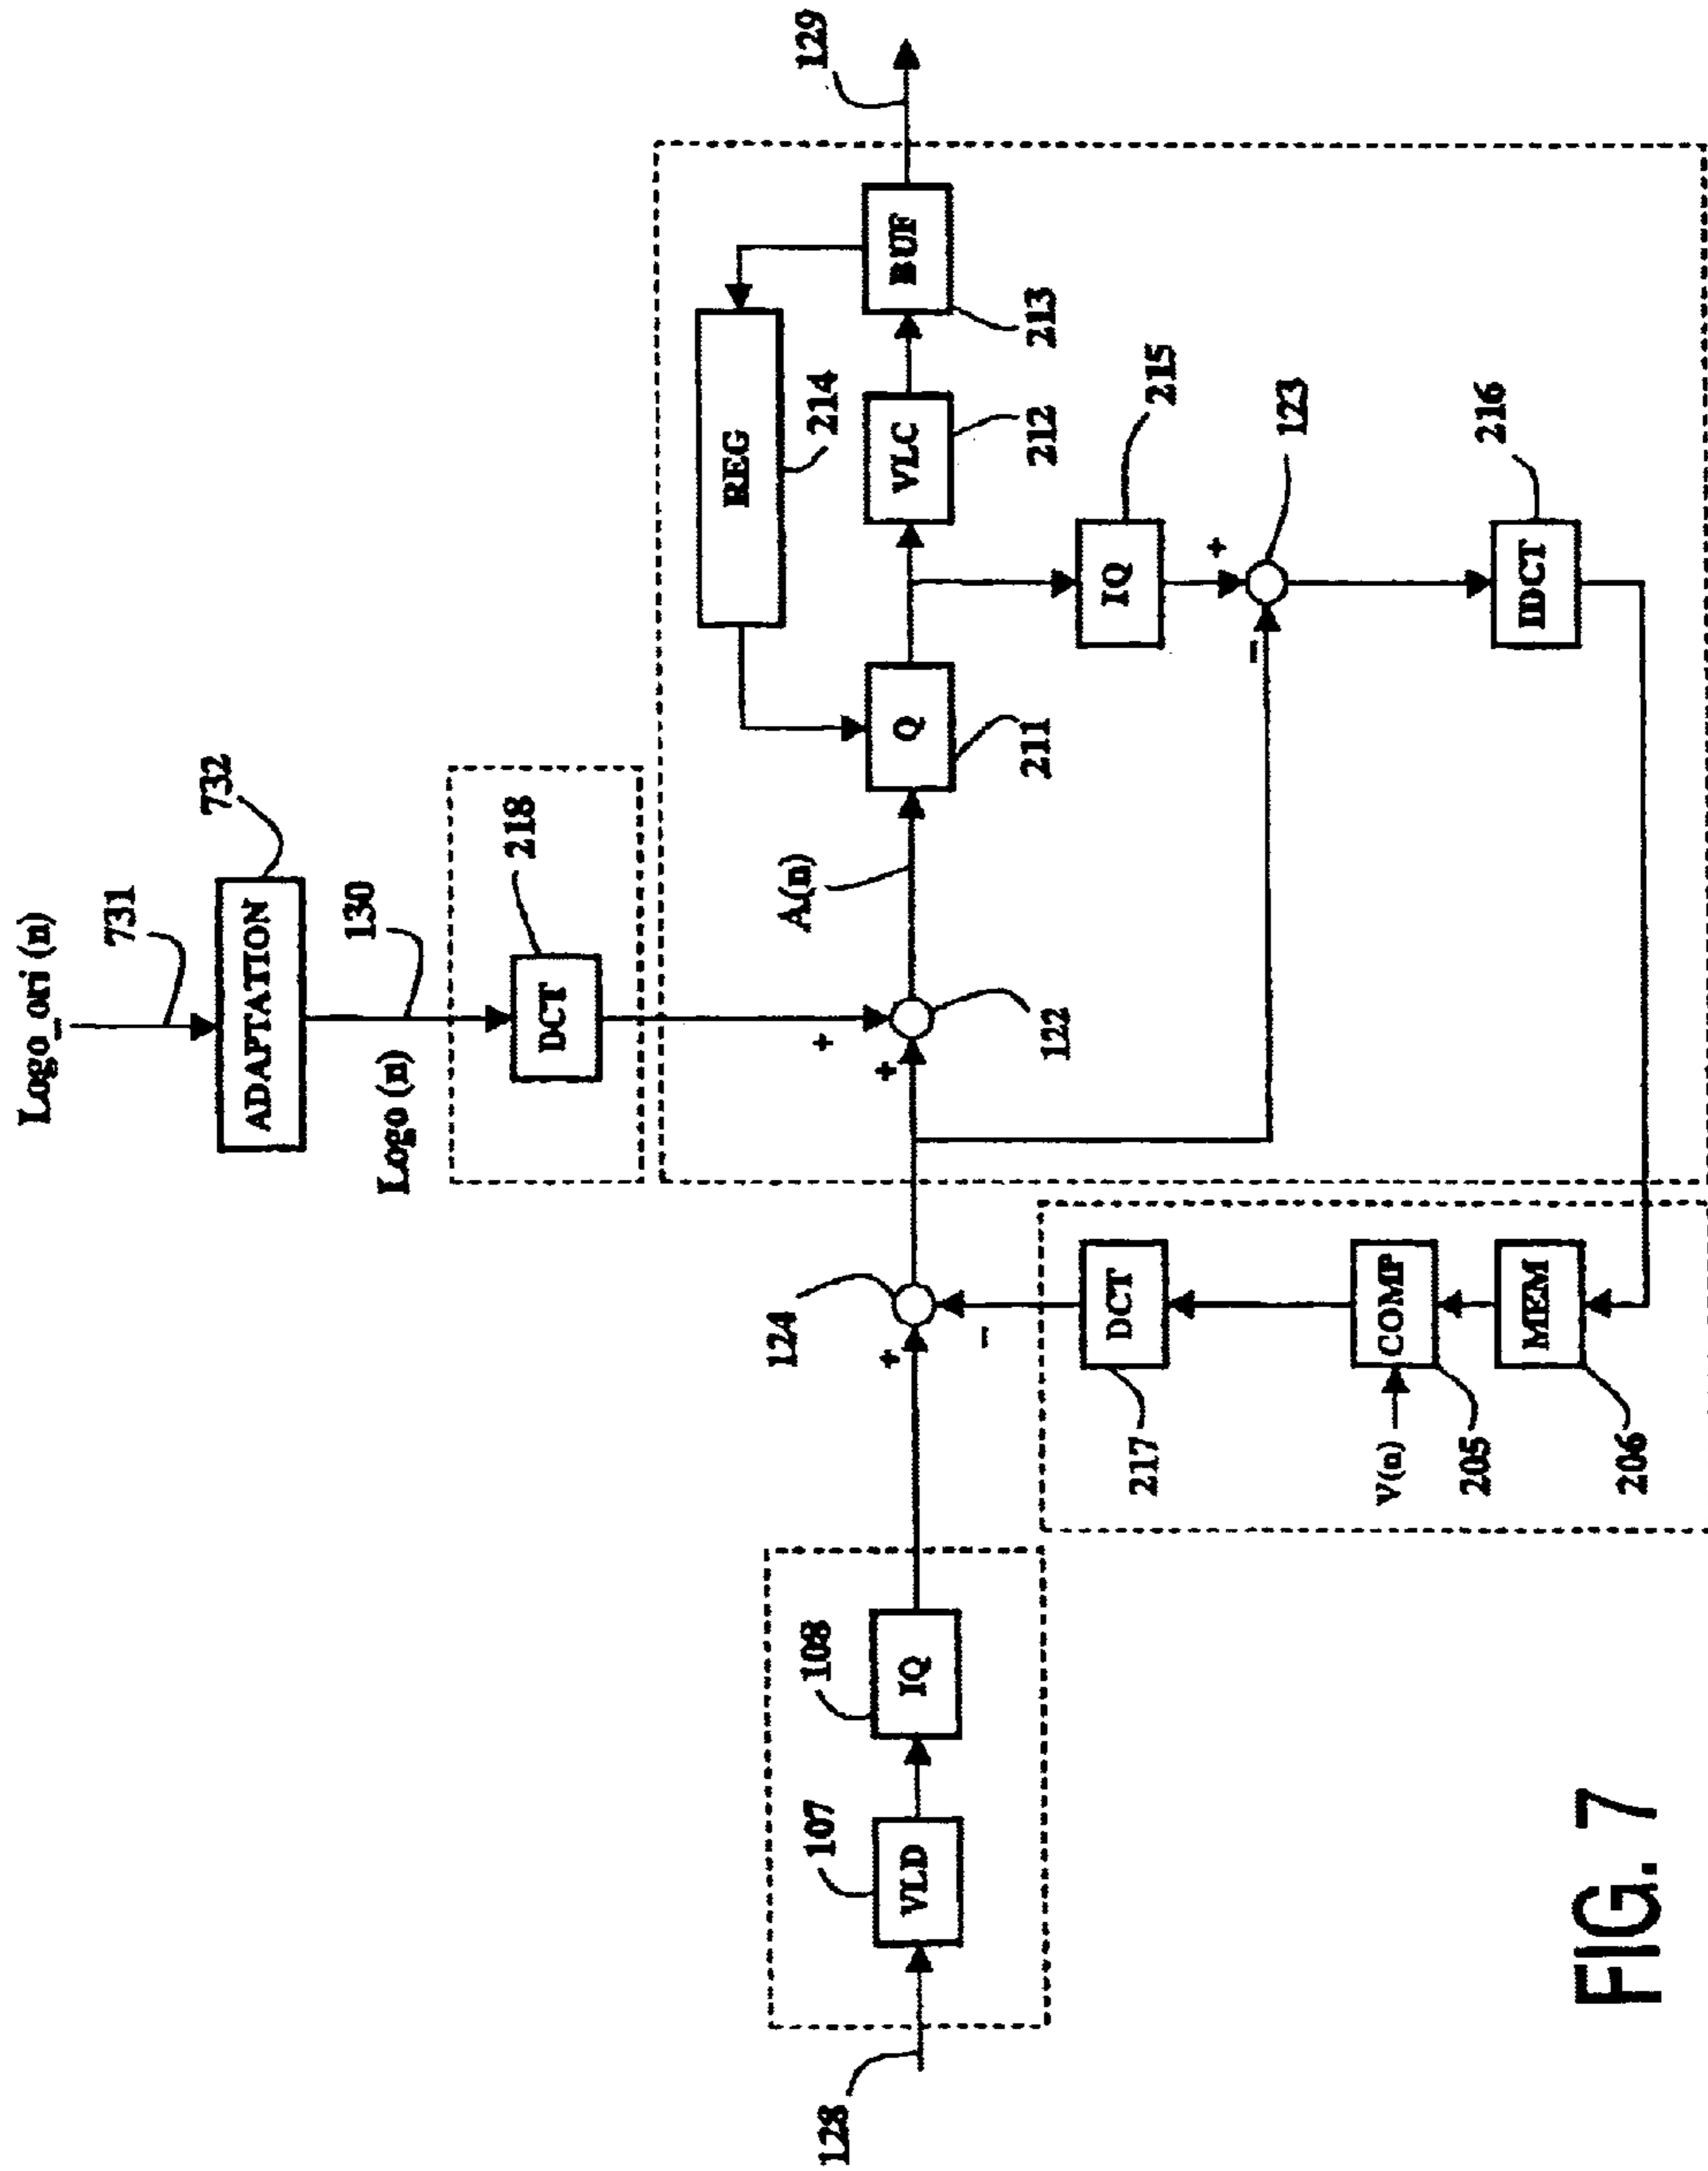 Logo_ori (n)
731
732
ADAPTATION
130
Logo (n)
218
DCT
REG
214
129
A(n)
+
+
122
Q
211
VLC
212
BUF
213
IQ
215
+
−
123
IDCT
216
124
+
−
DCT
217
V(n)
COMP
205
MEM
206
107
VLD
108
IQ
128
FIG. 7